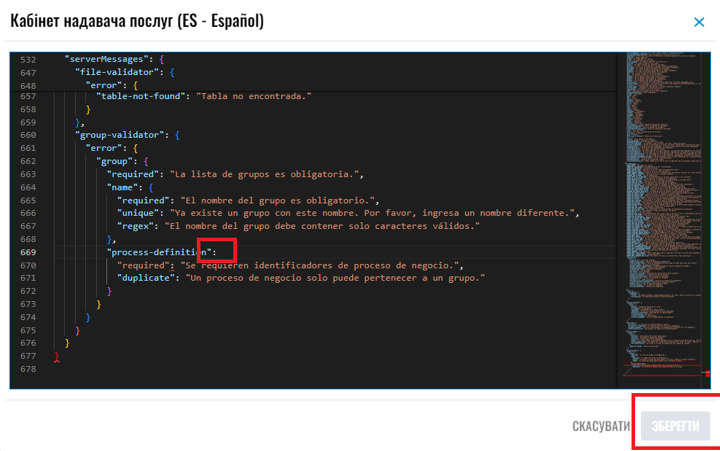 Кабінет надавача послуг (ES - Español)
532 "serverMessages": {
647 "file-validator": {
648 "error": {
657 "table-not-found": "Tabla no encontrada."
658 }
659 },
660 "group-validator": {
661 "error": {
662 "group": {
663 "required": "La lista de grupos es obligatoria.",
664 "name": {
665 "required": "El nombre del grupo es obligatorio.",
666 "unique": "Ya existe un grupo con este nombre. Por favor, ingresa un nombre diferente.",
667 "regex": "El nombre del grupo debe contener solo caracteres válidos."
668 },
669 "process-definition":
670 "required": "Se requieren identificadores de proceso de negocio.",
671 "duplicate": "Un proceso de negocio solo puede pertenecer a un grupo."
672 }
673 }
674 }
675 }
676 }
677 }
678
СКАСУВАТИ ЗБЕРЕГТИ